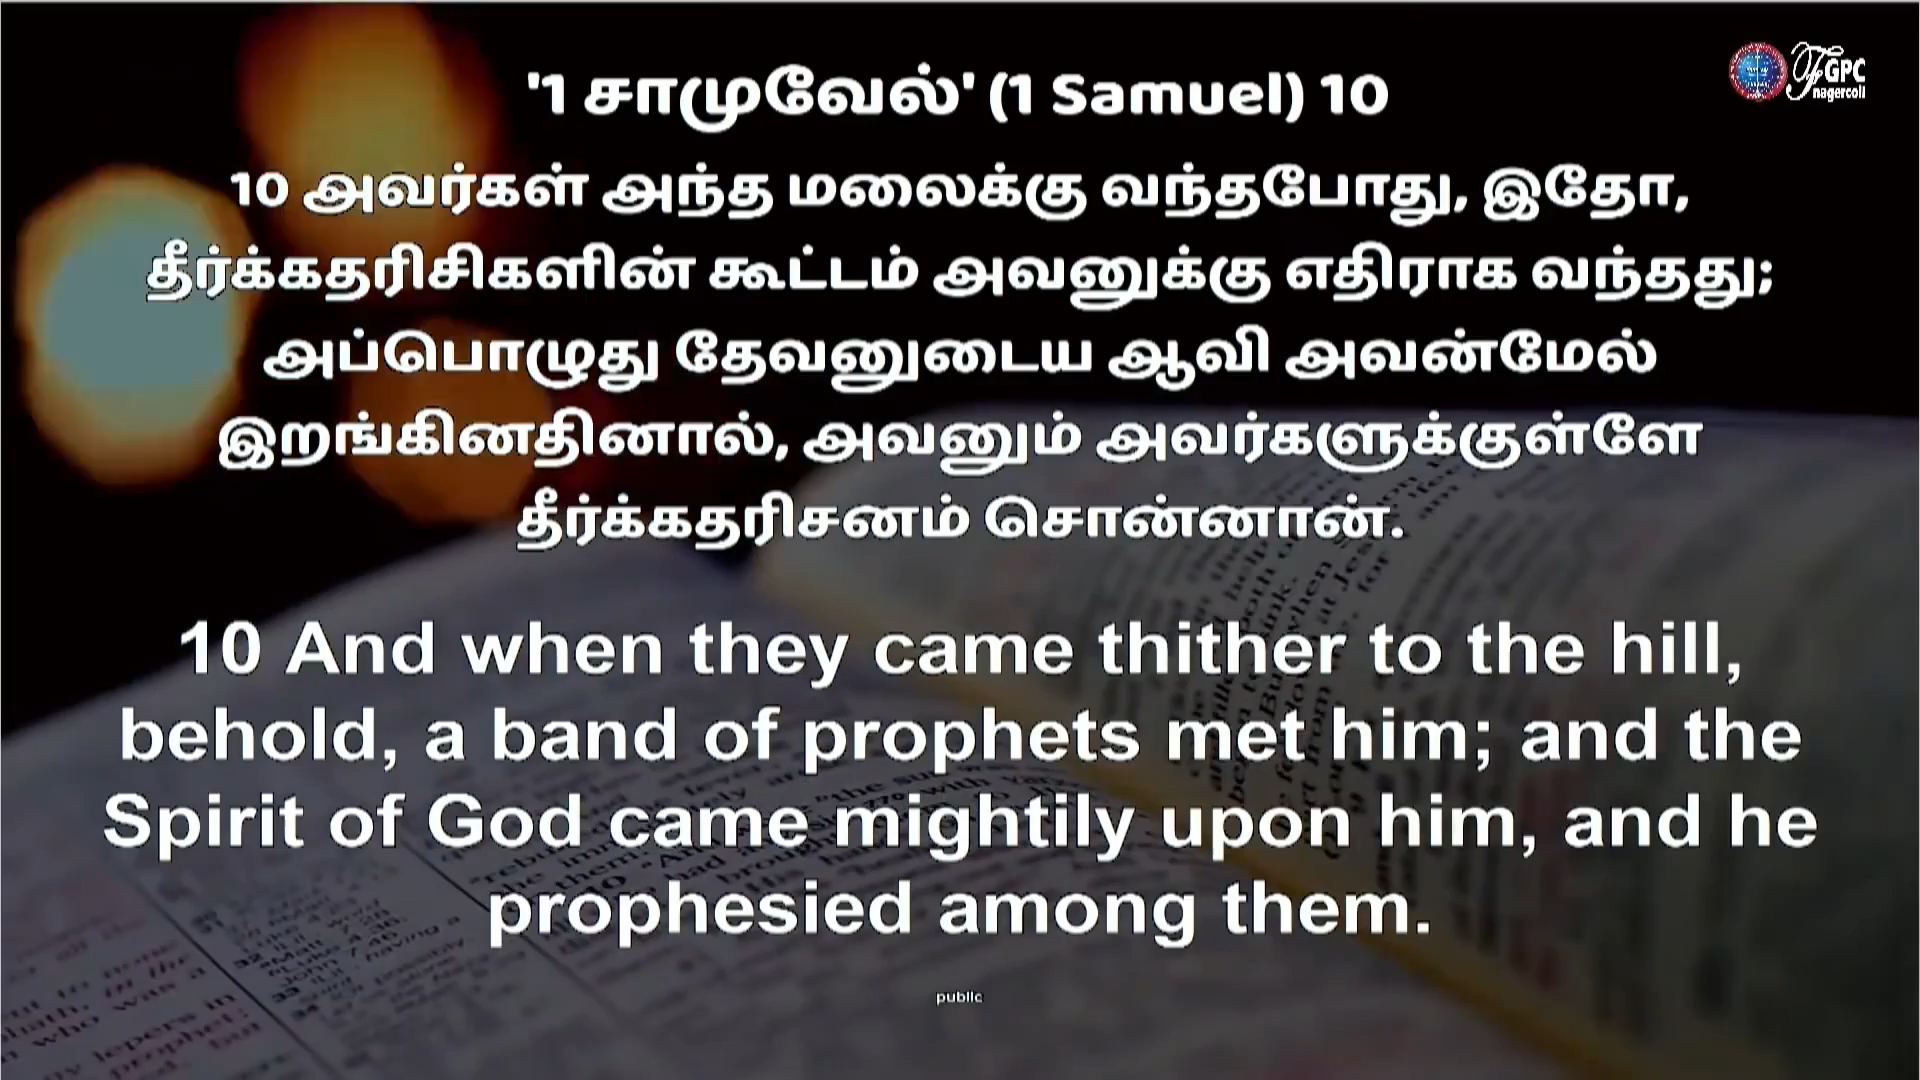 '1 சாமுவேல்' (1 Samuel) 10
FGPC
nagercoil
10 அவர்கள் அந்த மலைக்கு வந்தபோது, இதோ,
தீர்க்கதரிசிகளின் கூட்டம் அவனுக்கு எதிராக வந்தது;
அப்பொழுது தேவனுடைய ஆவி அவன்மேல்
இறங்கினதினால், அவனும் அவர்களுக்குள்ளே
தீர்க்கதரிசனம் சொன்னான்.
10 And when they came thither to the hill,
behold, a band of prophets met him; and the
Spirit of God came mightily upon him, and he
prophesied among them.
public